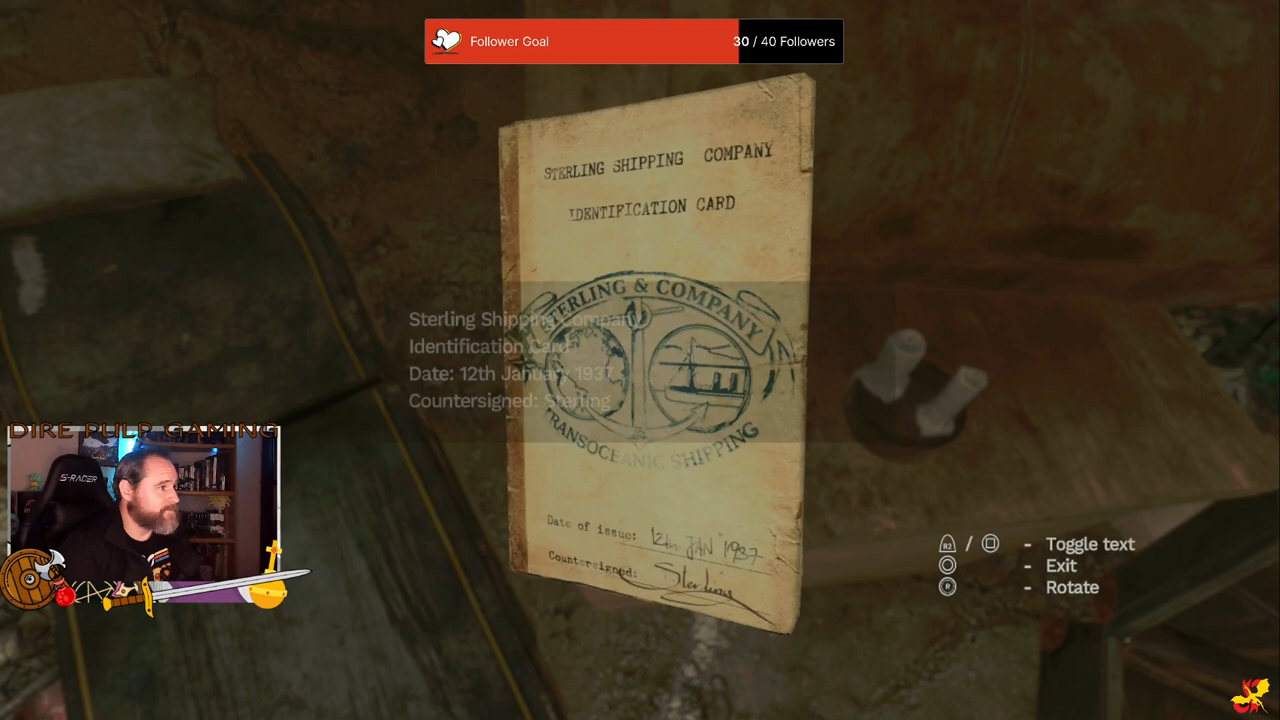 Follower Goal
30 / 40 Followers
STERLING SHIPPING COMPANY
IDENTIFICATION CARD
STERLING & COMPANY
TRANSOCEANIC SHIPPING
Sterling Shipping Company
Identification Card
Date: 12th January 1937
Countersigned: Sterling
Date of issue: 12th JAN 1937
Countersigned: Sterling
DIRE PULP GAMING
S-RACER
R2 / - Toggle text
- Exit
R - Rotate